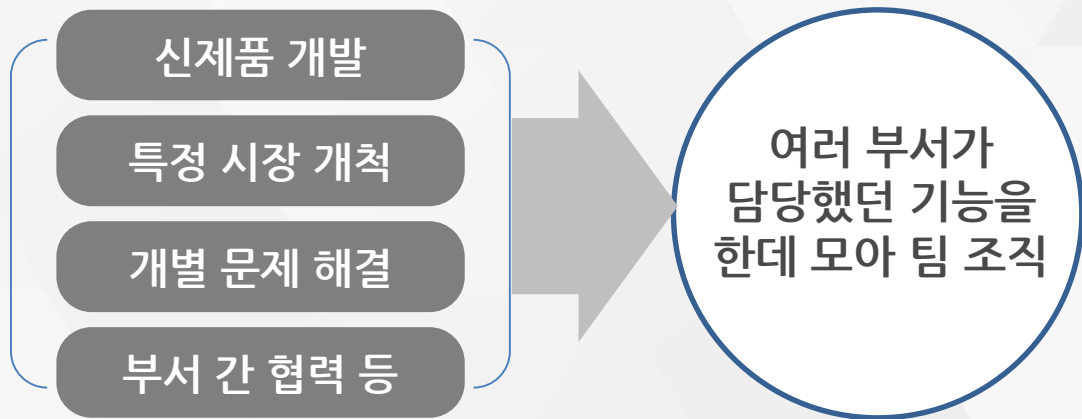 신제품 개발
특정 시장 개척
개별 문제 해결
부서 간 협력 등
여러 부서가
담당했던 기능을
한데 모아 팀 조직